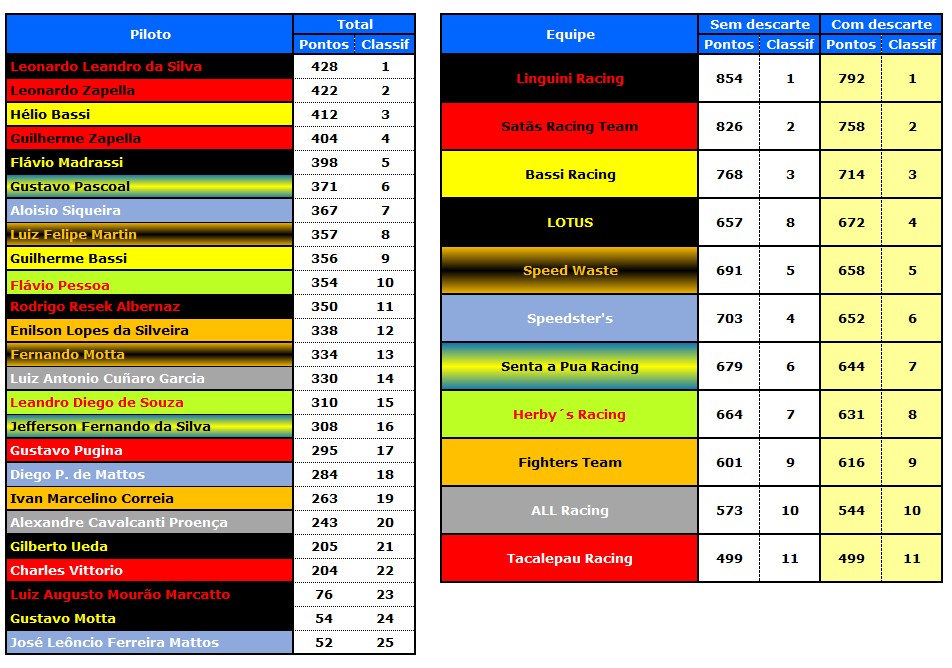 Piloto Total
Pontos Classif
Leonardo Leandro da Silva 428 1
Leonardo Zapella 422 2
Hélio Bassi 412 3
Guilherme Zapella 404 4
Flávio Madrassi 398 5
Gustavo Pascoal 371 6
Aloisio Siqueira 367 7
Luiz Felipe Martin 357 8
Guilherme Bassi 356 9
Flávio Pessoa 354 10
Rodrigo Resek Albernaz 350 11
Enilson Lopes da Silveira 338 12
Fernando Motta 334 13
Luiz Antonio Cuñaro Garcia 330 14
Leandro Diego de Souza 310 15
Jefferson Fernando da Silva 308 16
Gustavo Pugina 295 17
Diego P. de Mattos 284 18
Ivan Marcelino Correia 263 19
Alexandre Cavalcanti Proença 243 20
Gilberto Ueda 205 21
Charles Vittorio 204 22
Luiz Augusto Mourão Marcatto 76 23
Gustavo Motta 54 24
José Leôncio Ferreira Mattos 52 25
Equipe Sem descarte Com descarte
Pontos Classif Pontos Classif
Linguini Racing 854 1 792 1
Satãs Racing Team 826 2 758 2
Bassi Racing 768 3 714 3
LOTUS 657 8 672 4
Speed Waste 691 5 658 5
Speedster's 703 4 652 6
Senta a Pua Racing 679 6 644 7
Herby´s Racing 664 7 631 8
Fighters Team 601 9 616 9
ALL Racing 573 10 544 10
Tacalepau Racing 499 11 499 11